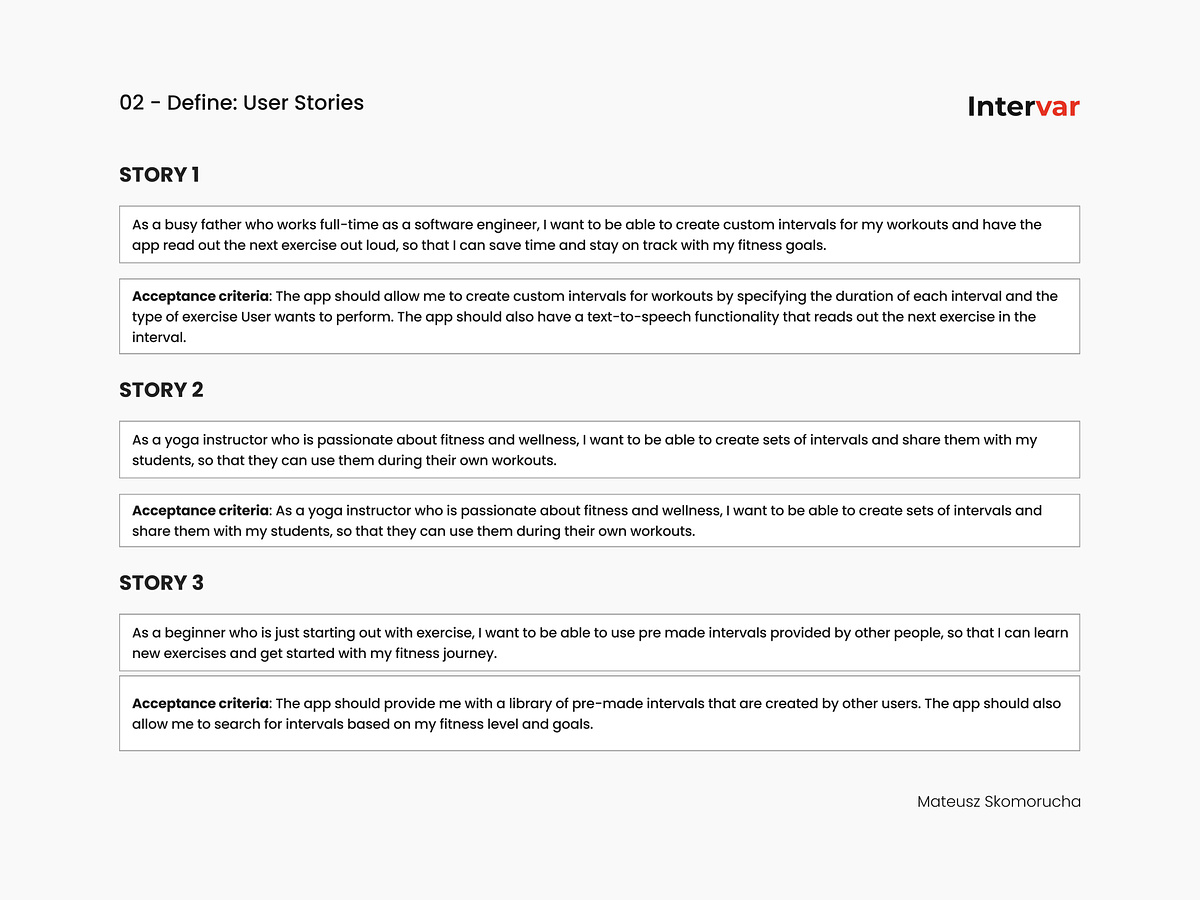 02 - Define: User Stories
Intervar
STORY 1
As a busy father who works full-time as a software engineer, I want to be able to create custom intervals for my workouts and have the
app read out the next exercise out loud, so that I can save time and stay on track with my fitness goals.
Acceptance criteria: The app should allow me to create custom intervals for workouts by specifying the duration of each interval and the
type of exercise User wants to perform. The app should also have a text-to-speech functionality that reads out the next exercise in the
interval.
STORY 2
As a yoga instructor who is passionate about fitness and wellness, I want to be able to create sets of intervals and share them with my
students, so that they can use them during their own workouts.
Acceptance criteria: As a yoga instructor who is passionate about fitness and wellness, I want to be able to create sets of intervals and
share them with my students, so that they can use them during their own workouts.
STORY 3
As a beginner who is just starting out with exercise, I want to be able to use pre made intervals provided by other people, so that I can learn
new exercises and get started with my fitness journey.
Acceptance criteria: The app should provide me with a library of pre-made intervals that are created by other users. The app should also
allow me to search for intervals based on my fitness level and goals.
Mateusz Skomorucha